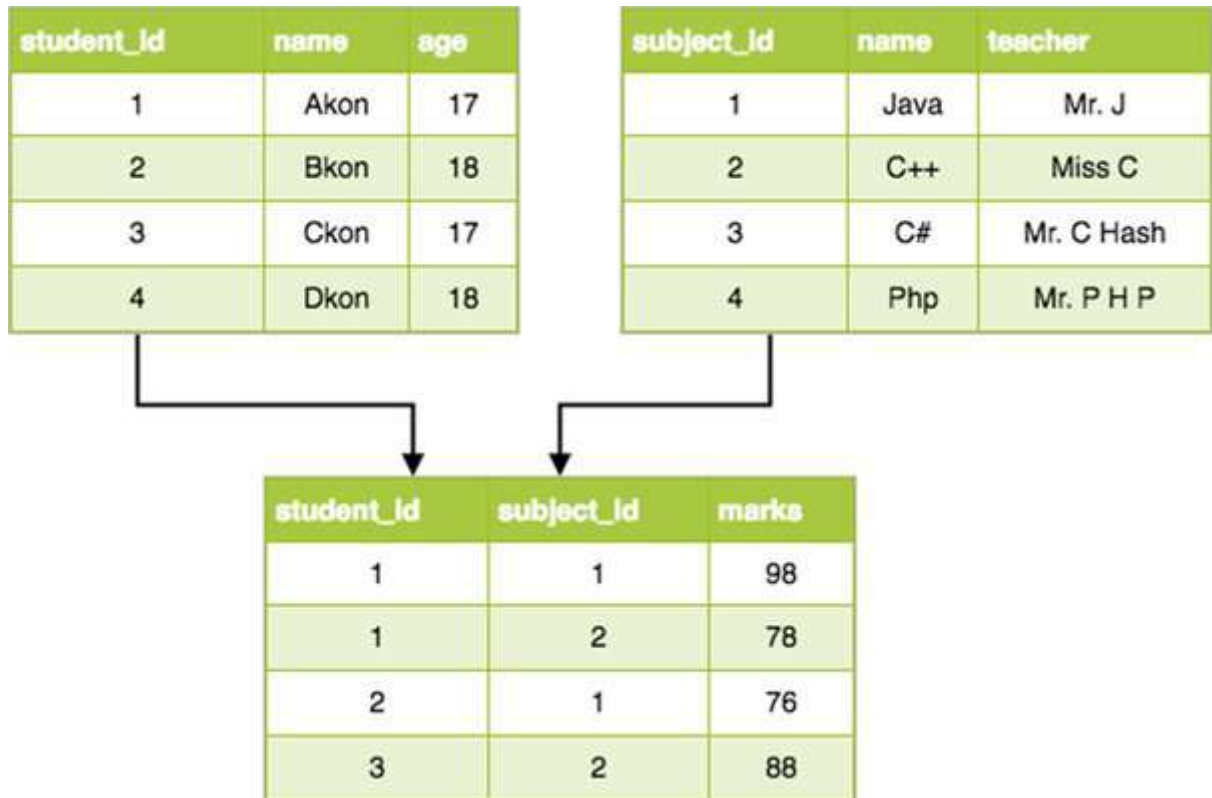 student_id name age
1 Akon 17
2 Bkon 18
3 Ckon 17
4 Dkon 18
subject_id name teacher
1 Java Mr. J
2 C++ Miss C
3 C# Mr. C Hash
4 Php Mr. P H P
student_id subject_id marks
1 1 98
1 2 78
2 1 76
3 2 88